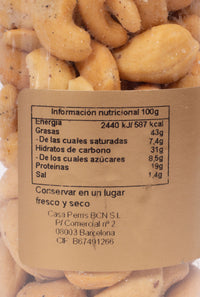 Información nutricional 100g
Energía 2440 kJ/ 587 kcal
Grasas 43g
- De las cuales saturadas 7,4g
Hidratos de carbono 31g
- De los cuales azúcares 8,5g
Proteínas 19g
Sal 1,4g
Conservar en un lugar
fresco y seco
Casa Perris BCN S.L
P/ Comercial nº 2
08003 Barcelona
CIF B67491266